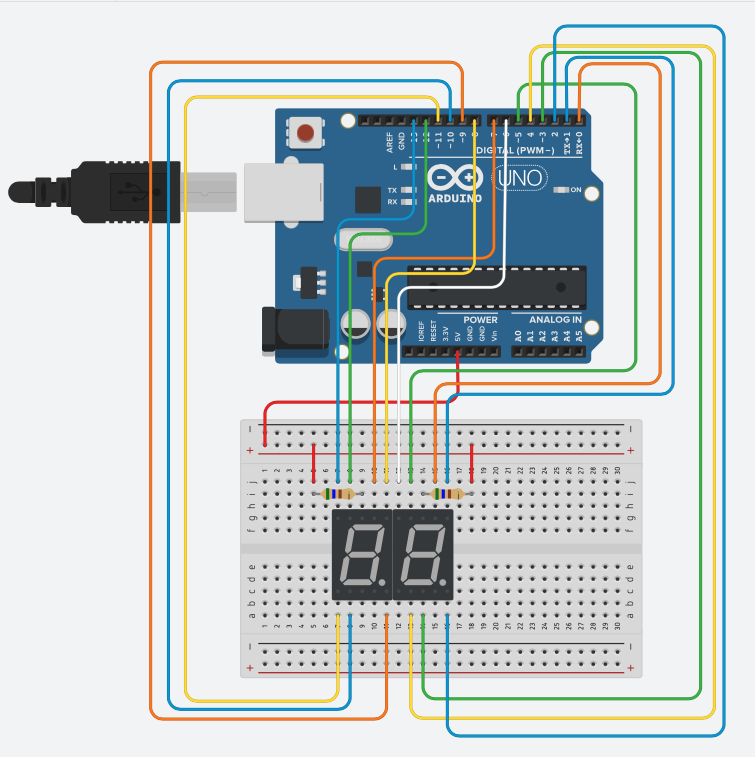 AREF
GND
~11
~10
~9
8
6
~5
4
~3
2
TX→1
RX←0
DIGITAL (PWM~)
L
TX
RX
ARDUINO
UNO
ON
POWER
ANALOG IN
IOREF
RESET
3.3V
5V
GND
GND
Vin
A0
A1
A2
A3
A4
A5
− −
+ +
1 2 3 4 5 6 7 8 9 10 11 12 13 14 15 16 17 18 19 20 21 22 23 24 25 26 27 28 29 30
j j
i i
h h
g g
f f
e e
d d
c c
b b
a a
1 2 3 4 5 6 7 8 9 10 11 12 13 14 15 16 17 18 19 20 21 22 23 24 25 26 27 28 29 30
− −
+ +